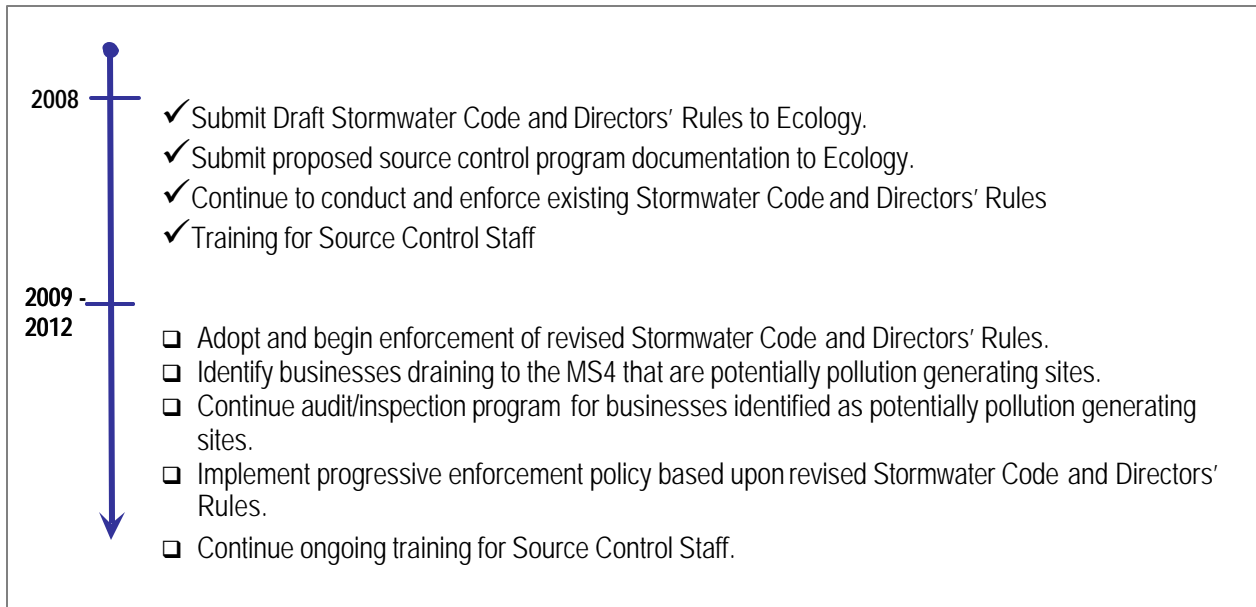 2008
✓Submit Draft Stormwater Code and Directors' Rules to Ecology.
✓Submit proposed source control program documentation to Ecology.
✓Continue to conduct and enforce existing Stormwater Code and Directors' Rules
✓Training for Source Control Staff
2009 -
2012
❑ Adopt and begin enforcement of revised Stormwater Code and Directors' Rules.
❑ Identify businesses draining to the MS4 that are potentially pollution generating sites.
❑ Continue audit/inspection program for businesses identified as potentially pollution generating
sites.
❑ Implement progressive enforcement policy based upon revised Stormwater Code and Directors'
Rules.
❑ Continue ongoing training for Source Control Staff.